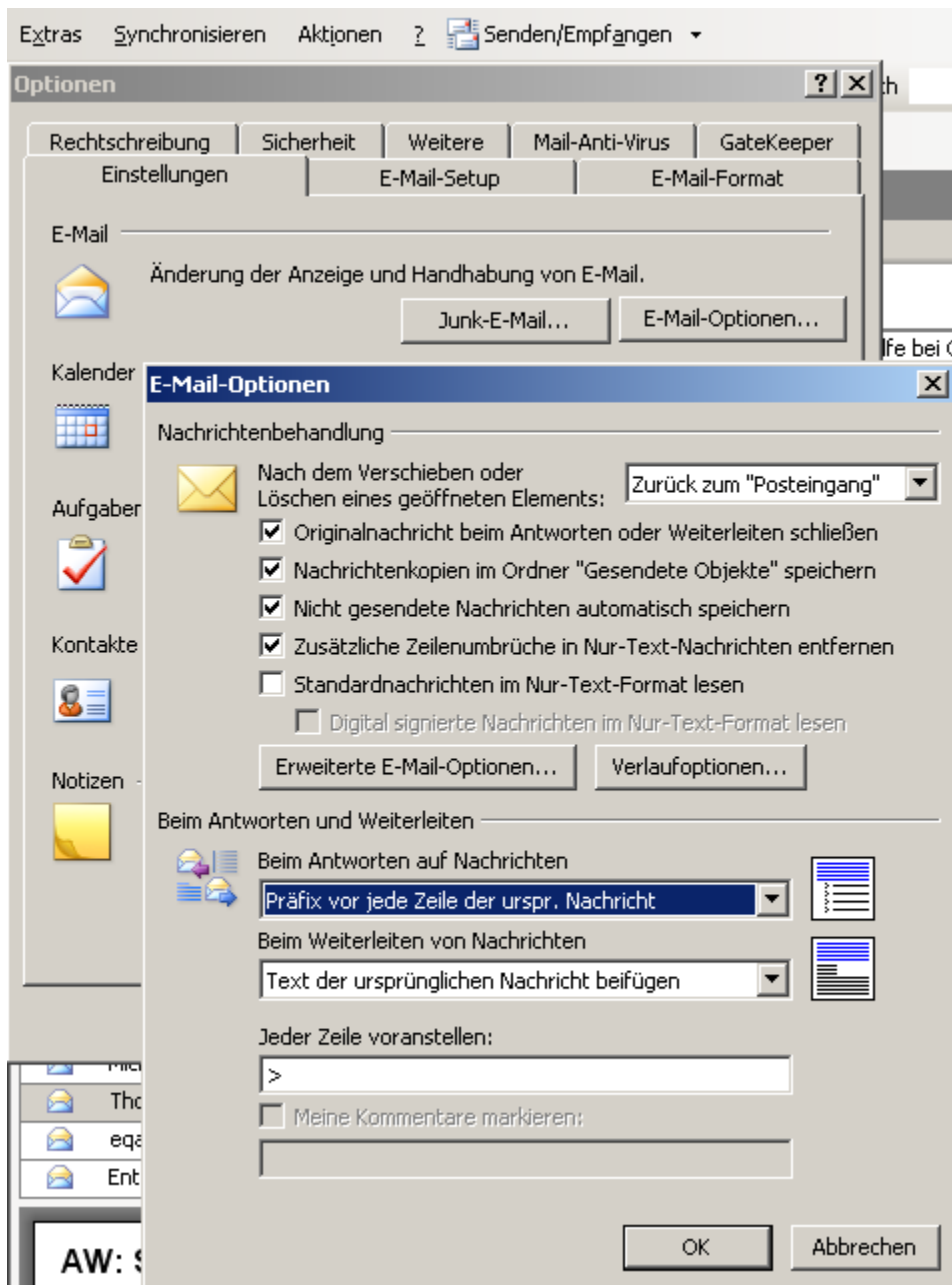 Extras Synchronisieren Aktionen ? Senden/Empfangen
Optionen
Rechtschreibung Sicherheit Weitere Mail-Anti-Virus GateKeeper
Einstellungen E-Mail-Setup E-Mail-Format
E-Mail
Änderung der Anzeige und Handhabung von E-Mail.
Junk-E-Mail... E-Mail-Optionen...
Kalender
E-Mail-Optionen
Nachrichtenbehandlung
Nach dem Verschieben oder
Löschen eines geöffneten Elements: Zurück zum "Posteingang"
Aufgaben
Originalnachricht beim Antworten oder Weiterleiten schließen
Nachrichtenkopien im Ordner "Gesendete Objekte" speichern
Nicht gesendete Nachrichten automatisch speichern
Kontakte
Zusätzliche Zeilenumbrüche in Nur-Text-Nachrichten entfernen
Standardnachrichten im Nur-Text-Format lesen
Digital signierte Nachrichten im Nur-Text-Format lesen
Erweiterte E-Mail-Optionen... Verlaufoptionen...
Notizen
Beim Antworten und Weiterleiten
Beim Antworten auf Nachrichten
Präfix vor jede Zeile der urspr. Nachricht
Beim Weiterleiten von Nachrichten
Text der ursprünglichen Nachricht beifügen
Jeder Zeile voranstellen:
>
Tho
Meine Kommentare markieren:
eqa
Ent
AW:
OK Abbrechen